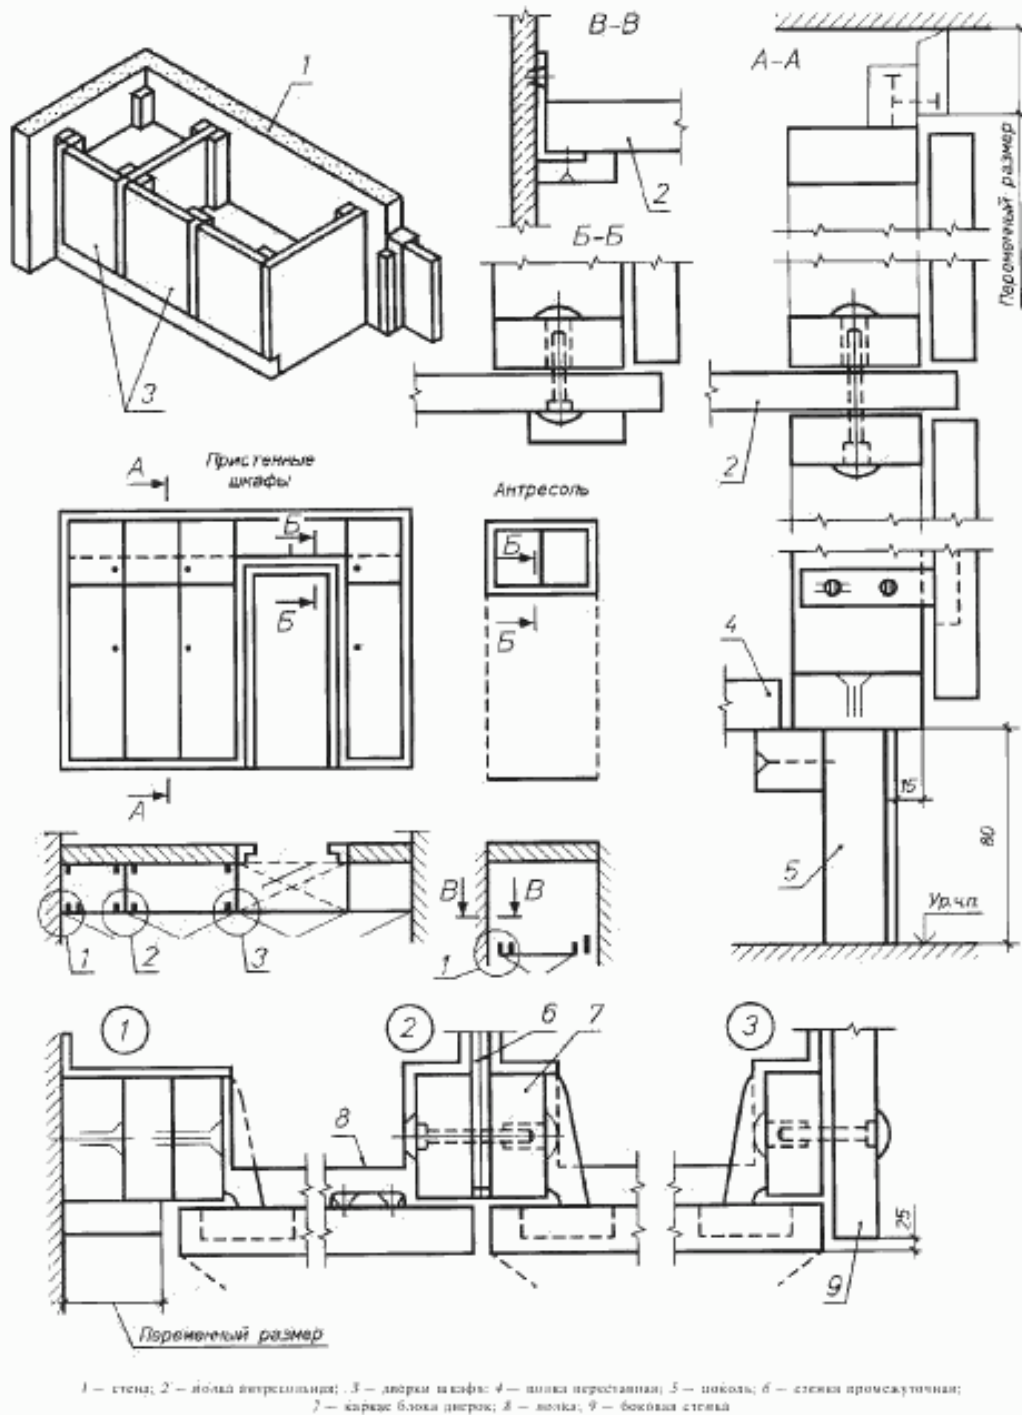 В-В
А-А
1
2
Б-Б
Переменный размер
3
2
Пристенные
шкафы
Антресоль
А
Б
Б
Б
Б
А
4
15
80
5
Ур.ч.п.
В
В
1
2
3
1
1
2
3
6
7
8
25
9
Переменный размер
1 — стена; 2 — полка антресольная; 3 — дверки шкафа; 4 — полка переставная; 5 — цоколь; 6 — стенка промежуточная;
7 — каркас блока дверок; 8 — полка; 9 — боковая стенка